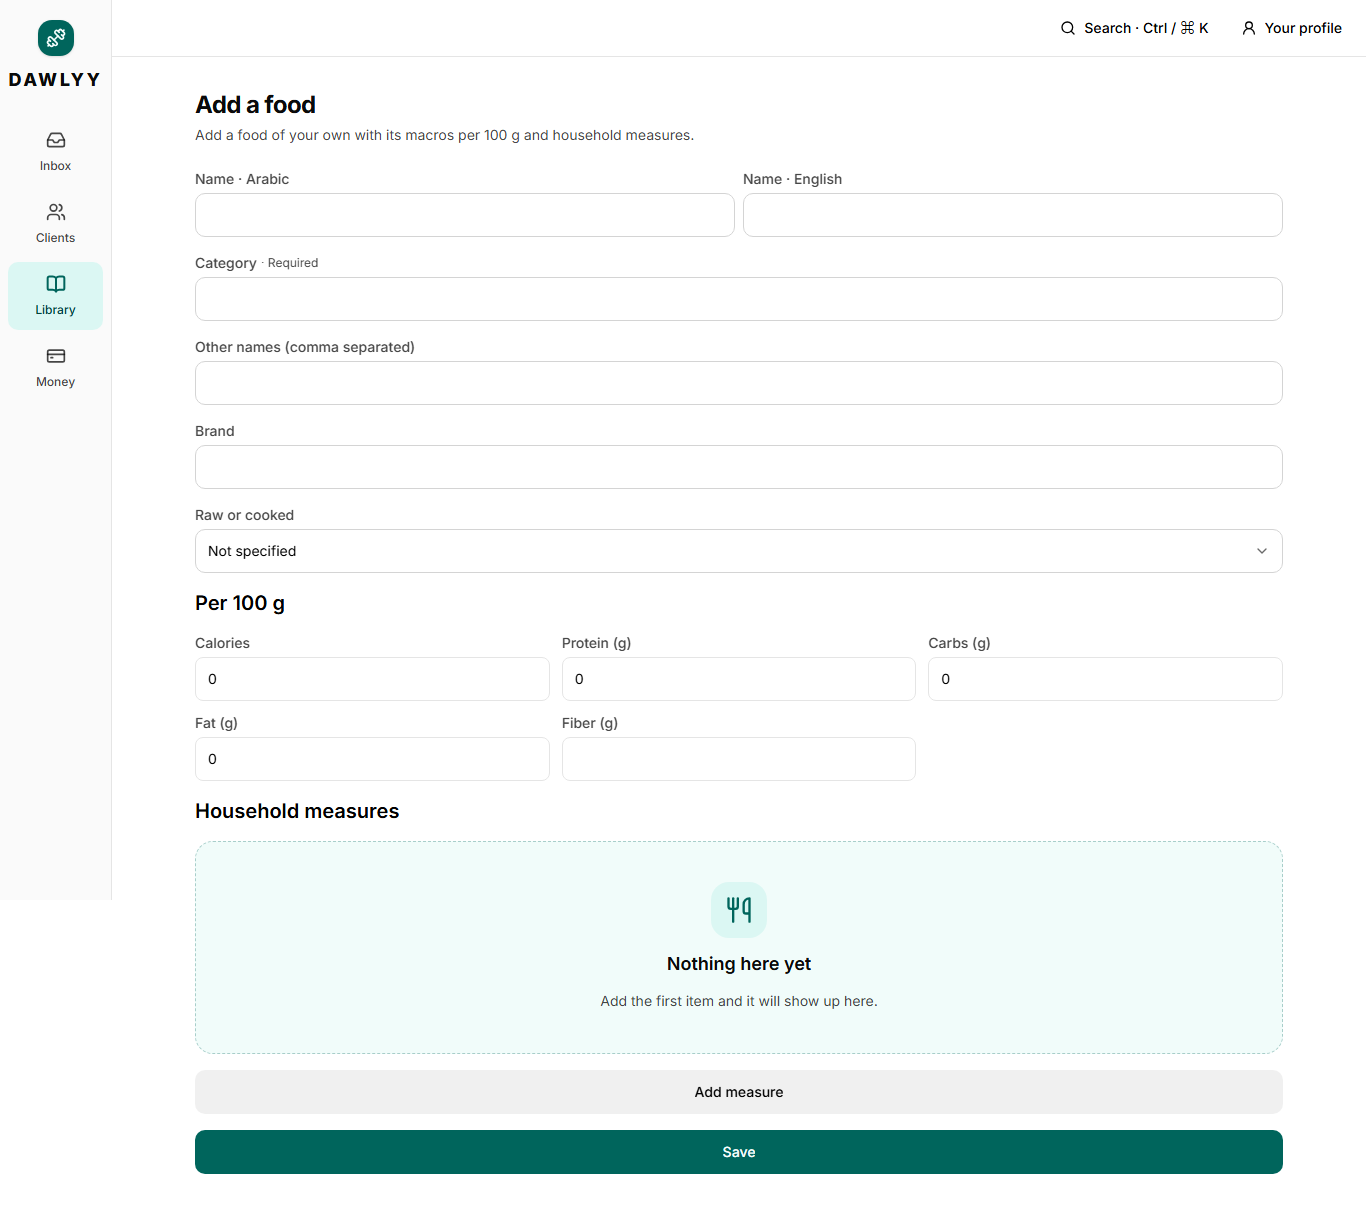 DAWLYY
Inbox
Clients
Library
Money
Search · Ctrl / ⌘ K
Your profile
Add a food
Add a food of your own with its macros per 100 g and household measures.
Name · Arabic
Name · English
Category · Required
Other names (comma separated)
Brand
Raw or cooked
Not specified
Per 100 g
Calories
Protein (g)
Carbs (g)
0
0
0
Fat (g)
Fiber (g)
0
Household measures
Nothing here yet
Add the first item and it will show up here.
Add measure
Save